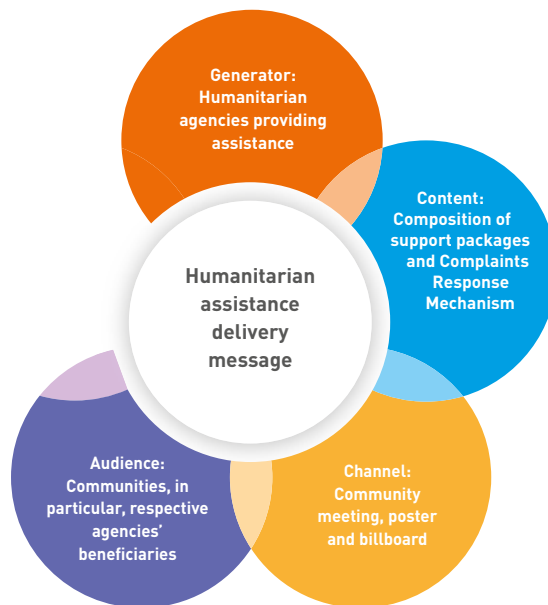 Generator:
Humanitarian
agencies providing
assistance
Content:
Composition of
support packages
and Complaints
Response
Mechanism
Humanitarian
assistance
delivery
message
Audience:
Communities, in
particular, respective
agencies’
beneficiaries
Channel:
Community
meeting, poster
and billboard